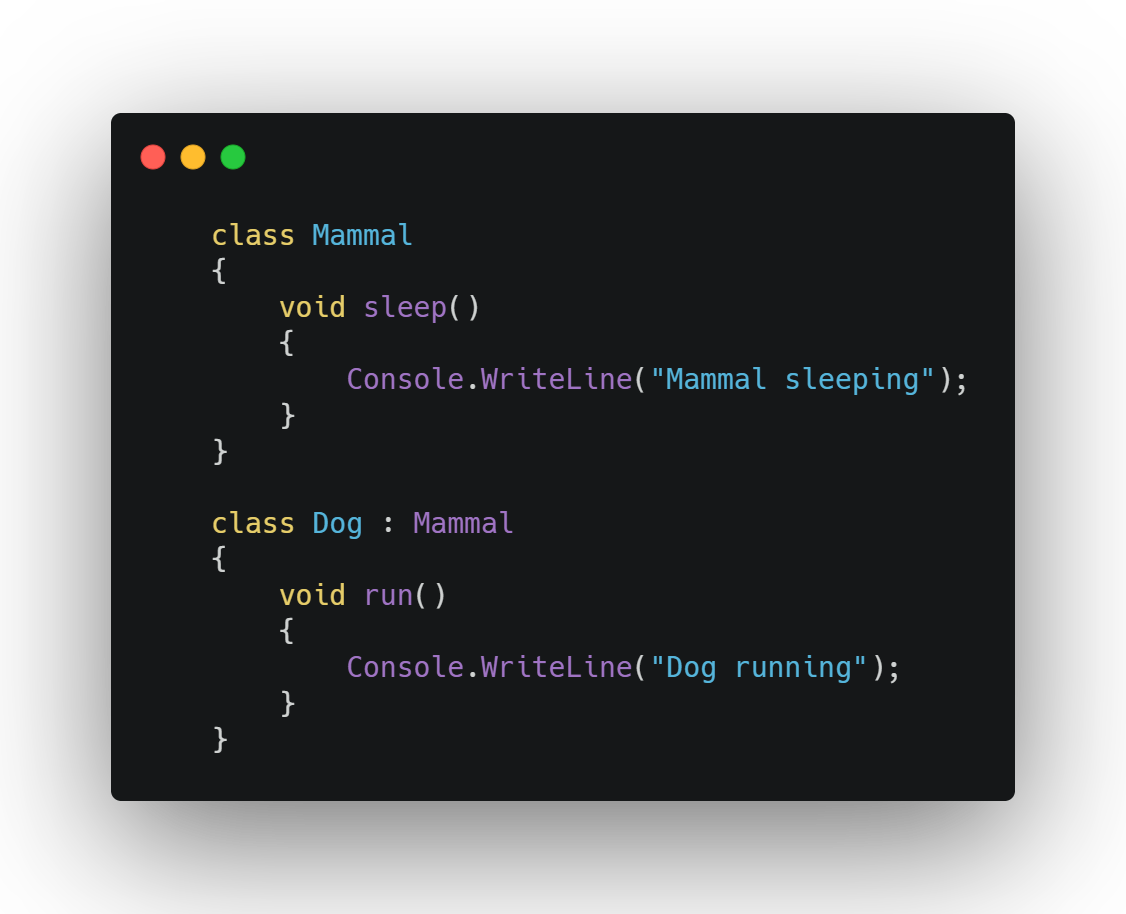 class Mammal
{
    void sleep()
    {
        Console.WriteLine("Mammal sleeping");
    }
}

class Dog : Mammal
{
    void run()
    {
        Console.WriteLine("Dog running");
    }
}